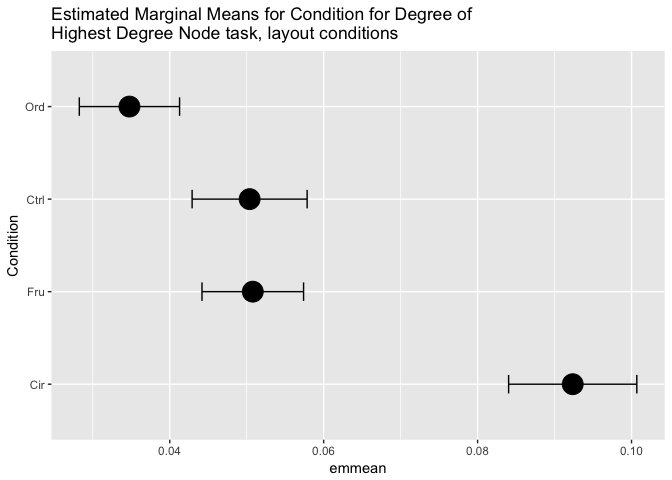 Estimated Marginal Means for Condition for Degree of
Highest Degree Node task, layout conditions
Ord
Ctrl
Fru
Cir
Condition
0.04 0.06 0.08 0.10
emmean